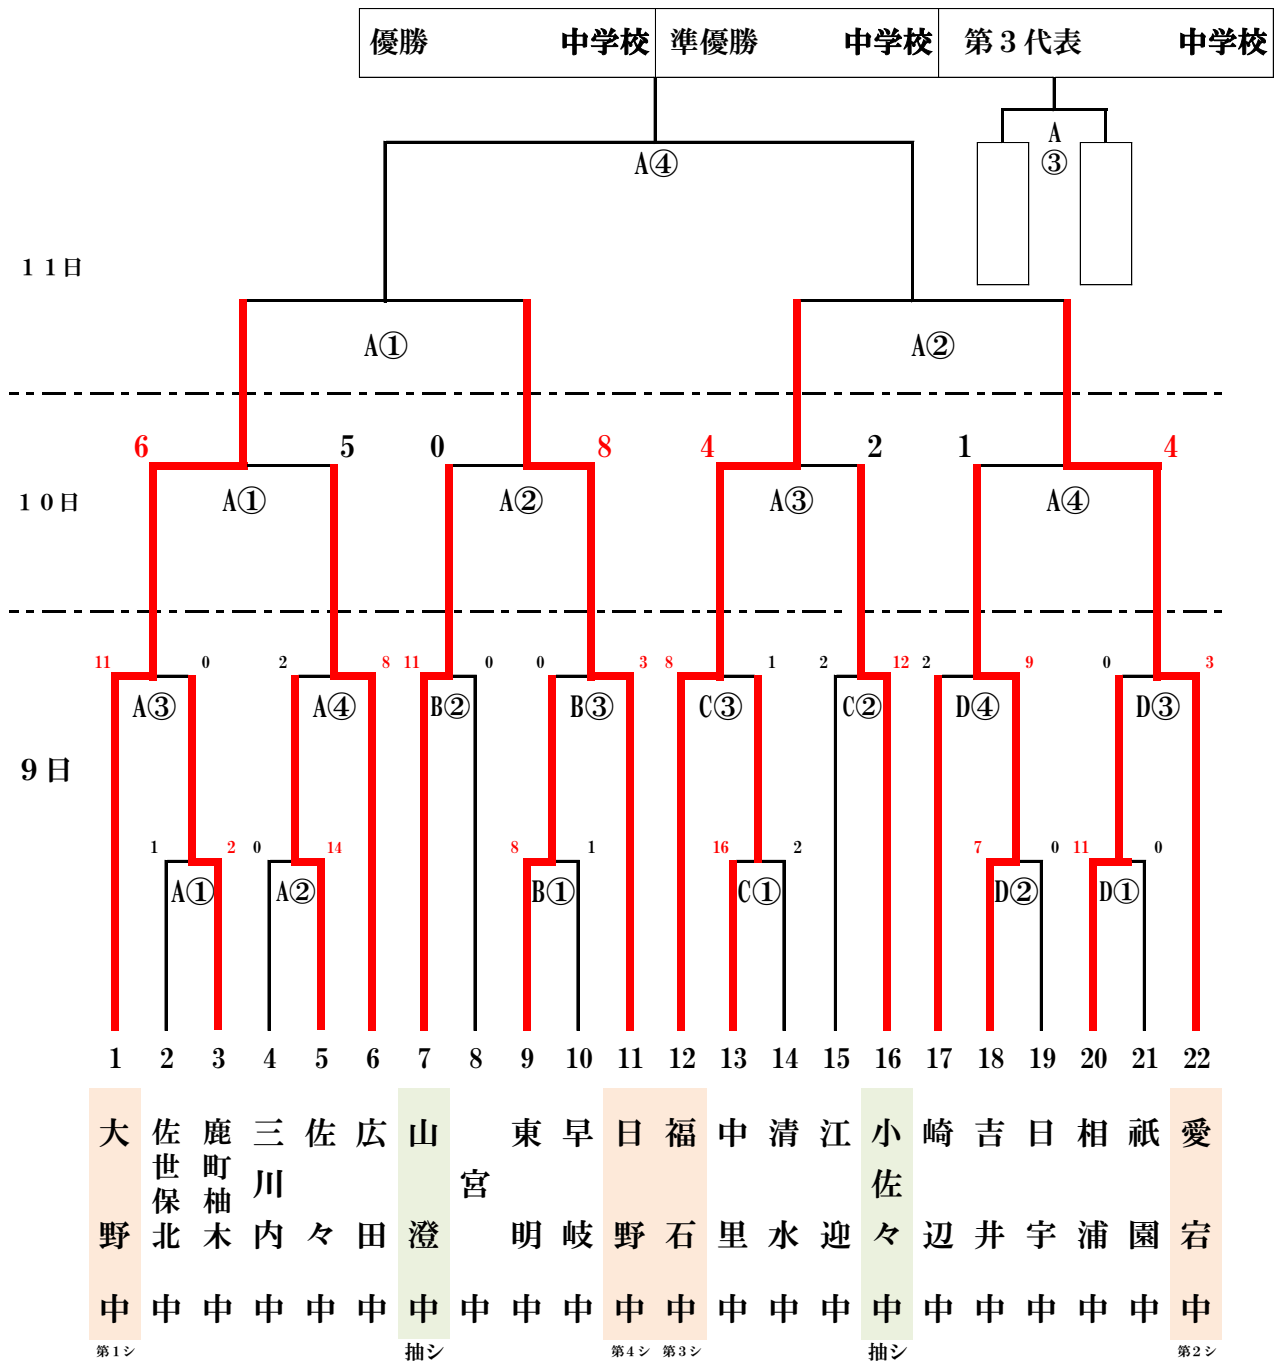 優勝 中学校 準優勝 中学校 第３代表 中学校
A③
A④
１１日
A① A②
6 5 0 8 4 2 1 4
１０日
A① A② A③ A④
11 0 2 8 11 0 0 3 8 1 2 12 2 9 0 3
A③ A④ B② B③ C③ C② D④ D③
９日
1 2 0 14 8 1 16 2 7 0 11 0
A① A② B① C① D② D①
1 2 3 4 5 6 7 8 9 10 11 12 13 14 15 16 17 18 19 20 21 22
大野中
佐世保北中
鹿町柚木中
三川内中
佐々中
広田中
山澄中
宮中
東明中
早岐中
日野中
福石中
中里中
清水中
江迎中
小佐々中
崎辺中
吉井中
日宇中
相浦中
祇園中
愛宕中
第1シ 抽シ 第4シ 第3シ 抽シ 第2シ